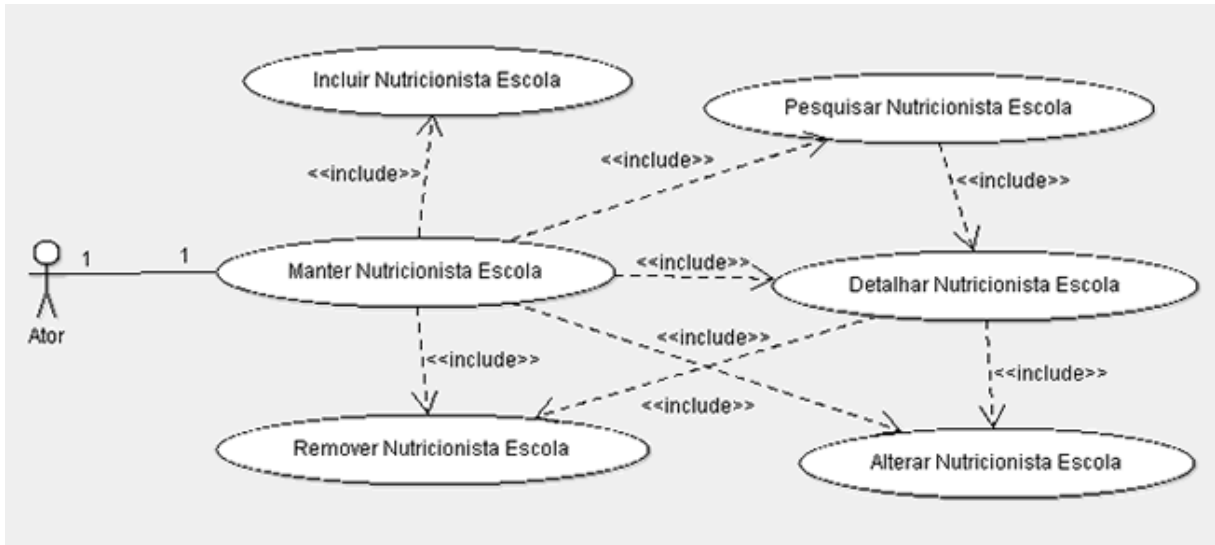 Incluir Nutricionista Escola
Pesquisar Nutricionista Escola
<<include>>
<<include>>
<<include>>
1
1
Manter Nutricionista Escola
<<include>>
Detalhar Nutricionista Escola
Ator
<<include>>
<<include>>
<<include>>
<<include>>
Remover Nutricionista Escola
Alterar Nutricionista Escola